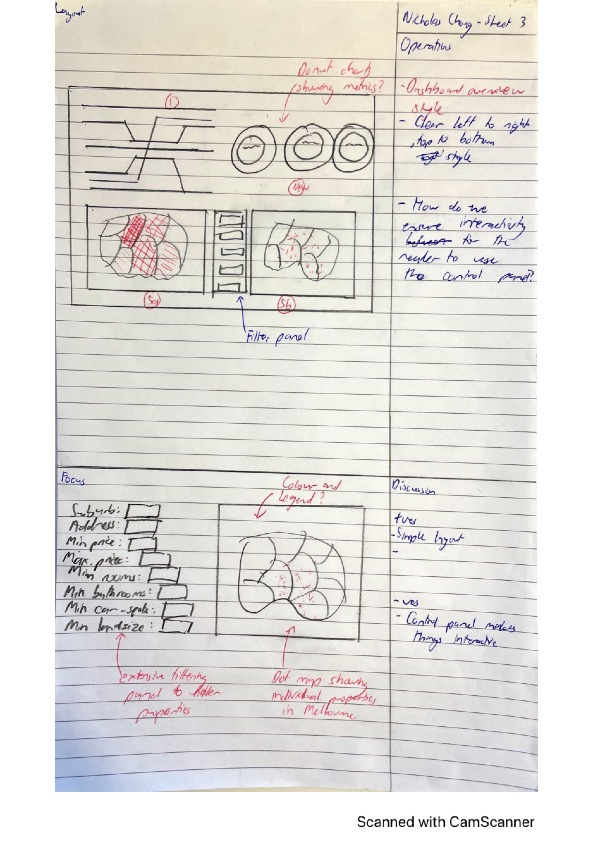 Layout
Nicholas Chong - Sheet 3
Operations
Donut charts
showing metrics?
1
New
- Dashboard overview
style
- Clear left to right
, top to bottom
style
- How do we
ensure interactivity
for the
reader to use
the control panel?
5a
5b
Filter panel
Focus
Suburb:
Address:
Min price:
Max. price:
Min rooms:
Min bathrooms:
Min car-spots:
Min landsize:
Colour and
legend?
extensive filtering
panel to filter
properties
Dot map showing
individual properties
in Melbourne
Discussion
+ves
- Simple layout
-
- ves
- Control panel makes
things interactive
Scanned with CamScanner